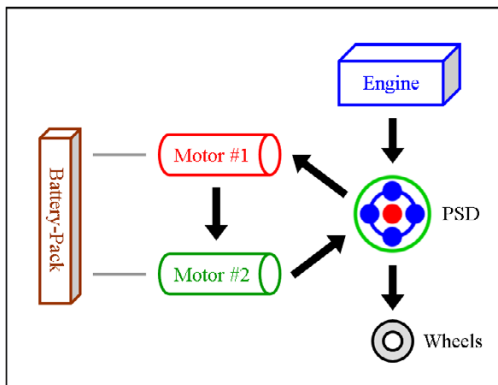 Engine
Motor #1
Battery-Pack
PSD
Motor #2
Wheels